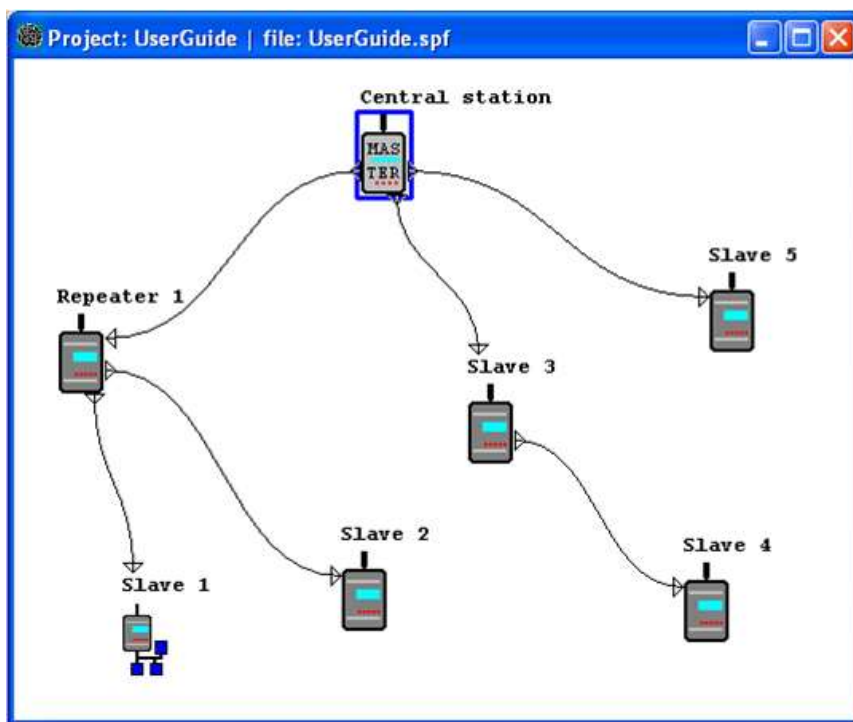 Project: UserGuide | file: UserGuide.spf
Central station
MAS
TER
Slave 5
Repeater 1
Slave 3
Slave 2
Slave 4
Slave 1